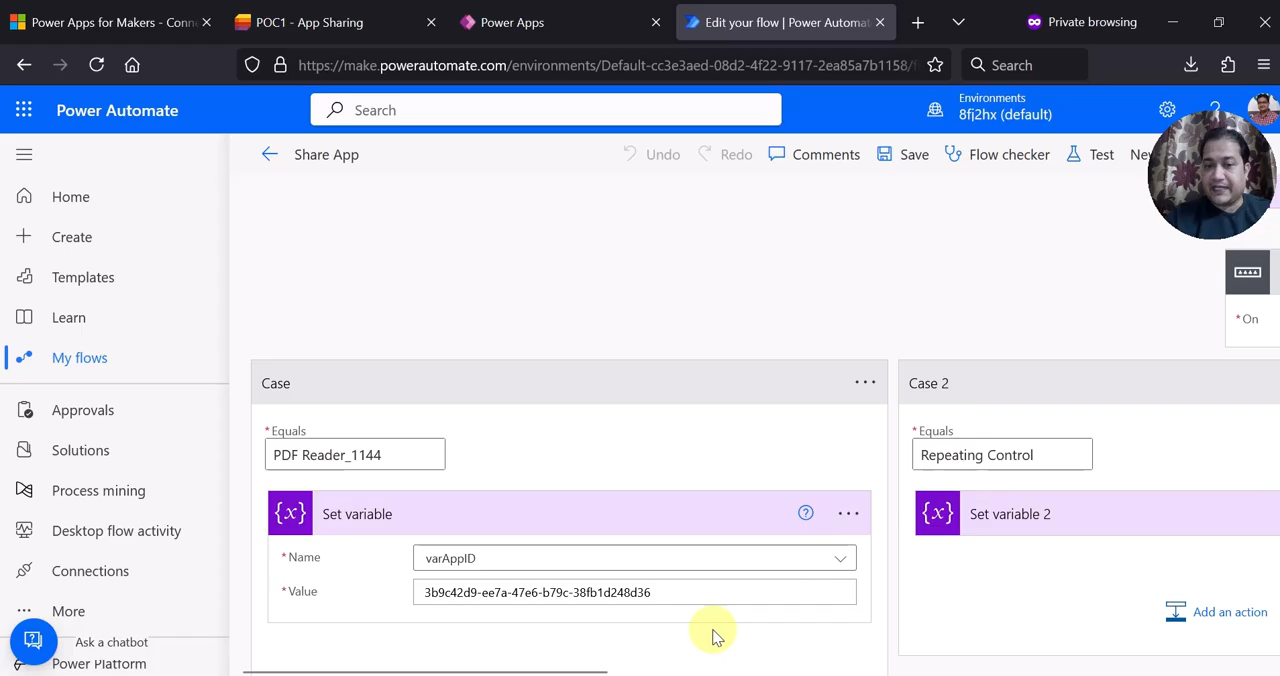 Power Apps for Makers - Conne
POC1 - App Sharing
Power Apps
Edit your flow | Power Automat
Private browsing
https://make.powerautomate.com/environments/Default-cc3e3aed-08d2-4f22-9117-2ea85a7b1158/f
Search
Power Automate
Search
Environments
8fj2hx (default)
Share App
Undo
Redo
Comments
Save
Flow checker
Test
Home
Create
Templates
Learn
My flows
Approvals
Solutions
Process mining
Desktop flow activity
Connections
More
Ask a chatbot
Power Platform
* On
Case
* Equals
PDF Reader_1144
{x} Set variable
* Name
varAppID
* Value
3b9c42d9-ee7a-47e6-b79c-38fb1d248d36
Case 2
* Equals
Repeating Control
{x} Set variable 2
Add an action